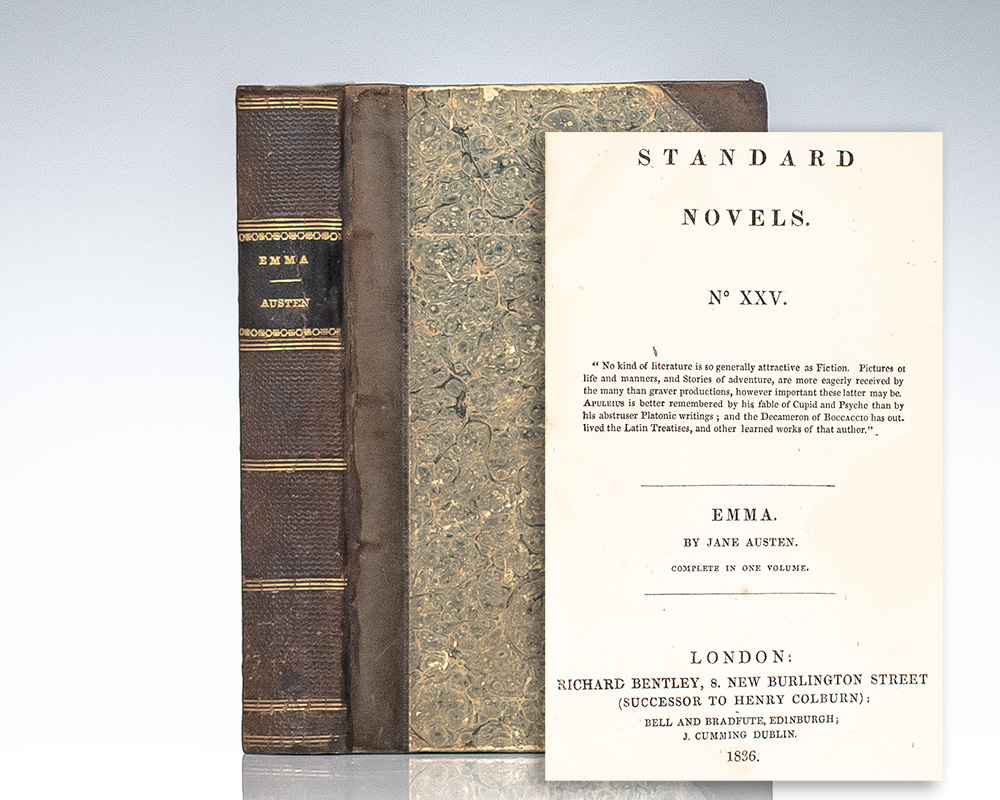 EMMA
AUSTEN
STANDARD
NOVELS.
Nº XXV.
"No kind of literature is so generally attractive as Fiction. Pictures of
life and manners, and Stories of adventure, are more eagerly received by
the many than graver productions, however important these latter may be.
APULEIUS is better remembered by his fable of Cupid and Psyche than by
his abstruser Platonic writings; and the Decameron of BOCCACCIO has out-
lived the Latin Treatises, and other learned works of that author."
EMMA.
BY JANE AUSTEN.
COMPLETE IN ONE VOLUME.
LONDON:
RICHARD BENTLEY, 8. NEW BURLINGTON STREET
(SUCCESSOR TO HENRY COLBURN):
BELL AND BRADFUTE, EDINBURGH;
J. CUMMING DUBLIN.
1836.